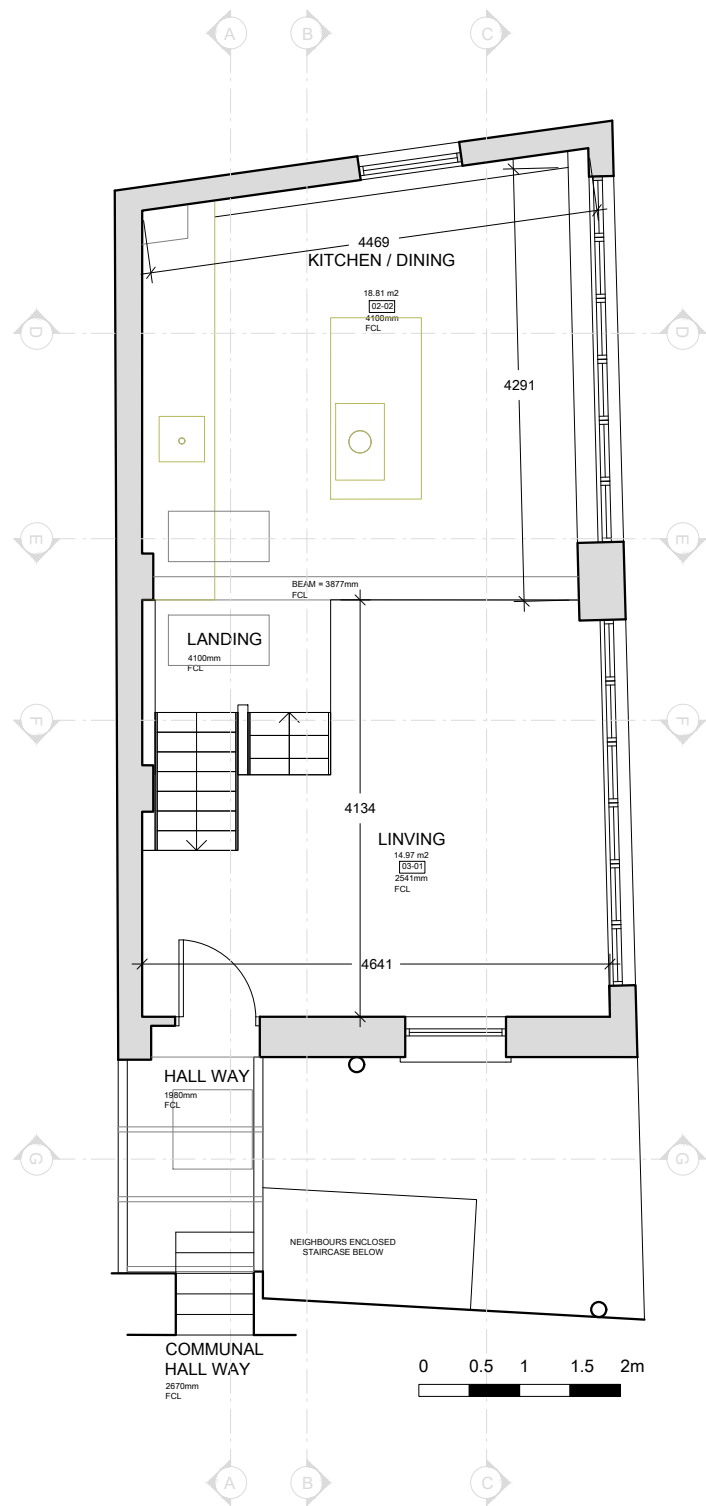 A
B
C
4469
KITCHEN / DINING
18.81 m2
02-02
4100mm
FCL
D
D
4291
E
E
BEAM = 3877mm
FCL
LANDING
4100mm
FCL
F
F
4134
LINVING
14.97 m2
03-01
2541mm
FCL
4641
HALL WAY
1980mm
FCL
G
G
NEIGHBOURS ENCLOSED
STAIRCASE BELOW
COMMUNAL
HALL WAY
2670mm
FCL
0 0.5 1 1.5 2m
A
B
C